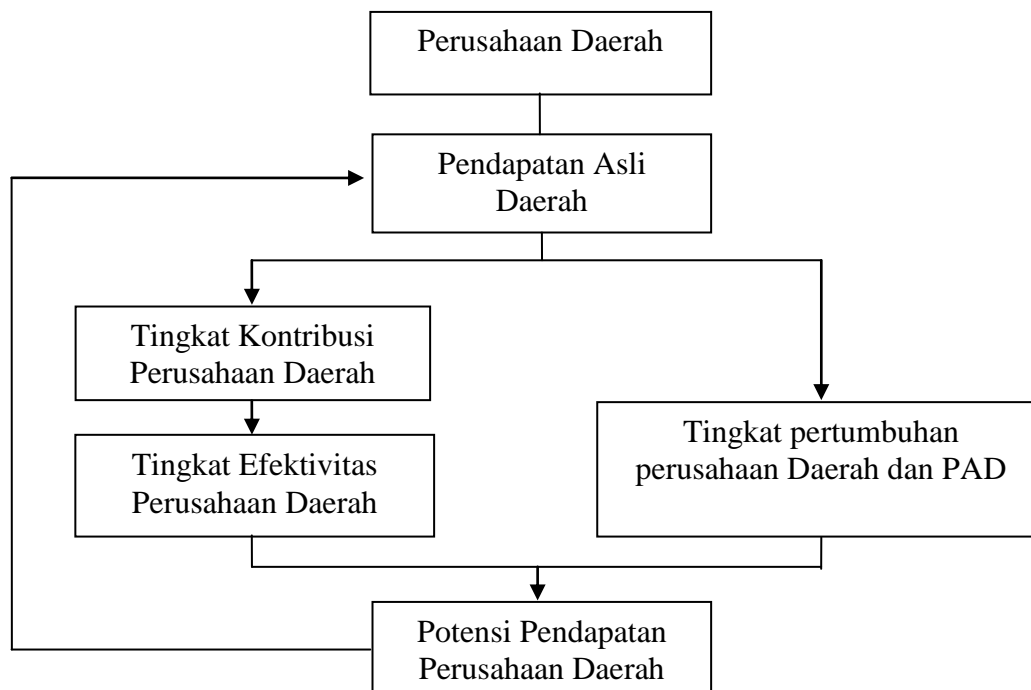 Perusahaan Daerah
Pendapatan Asli
Daerah
Tingkat Kontribusi
Perusahaan Daerah
Tingkat Efektivitas
Perusahaan Daerah
Tingkat pertumbuhan
perusahaan Daerah dan PAD
Potensi Pendapatan
Perusahaan Daerah